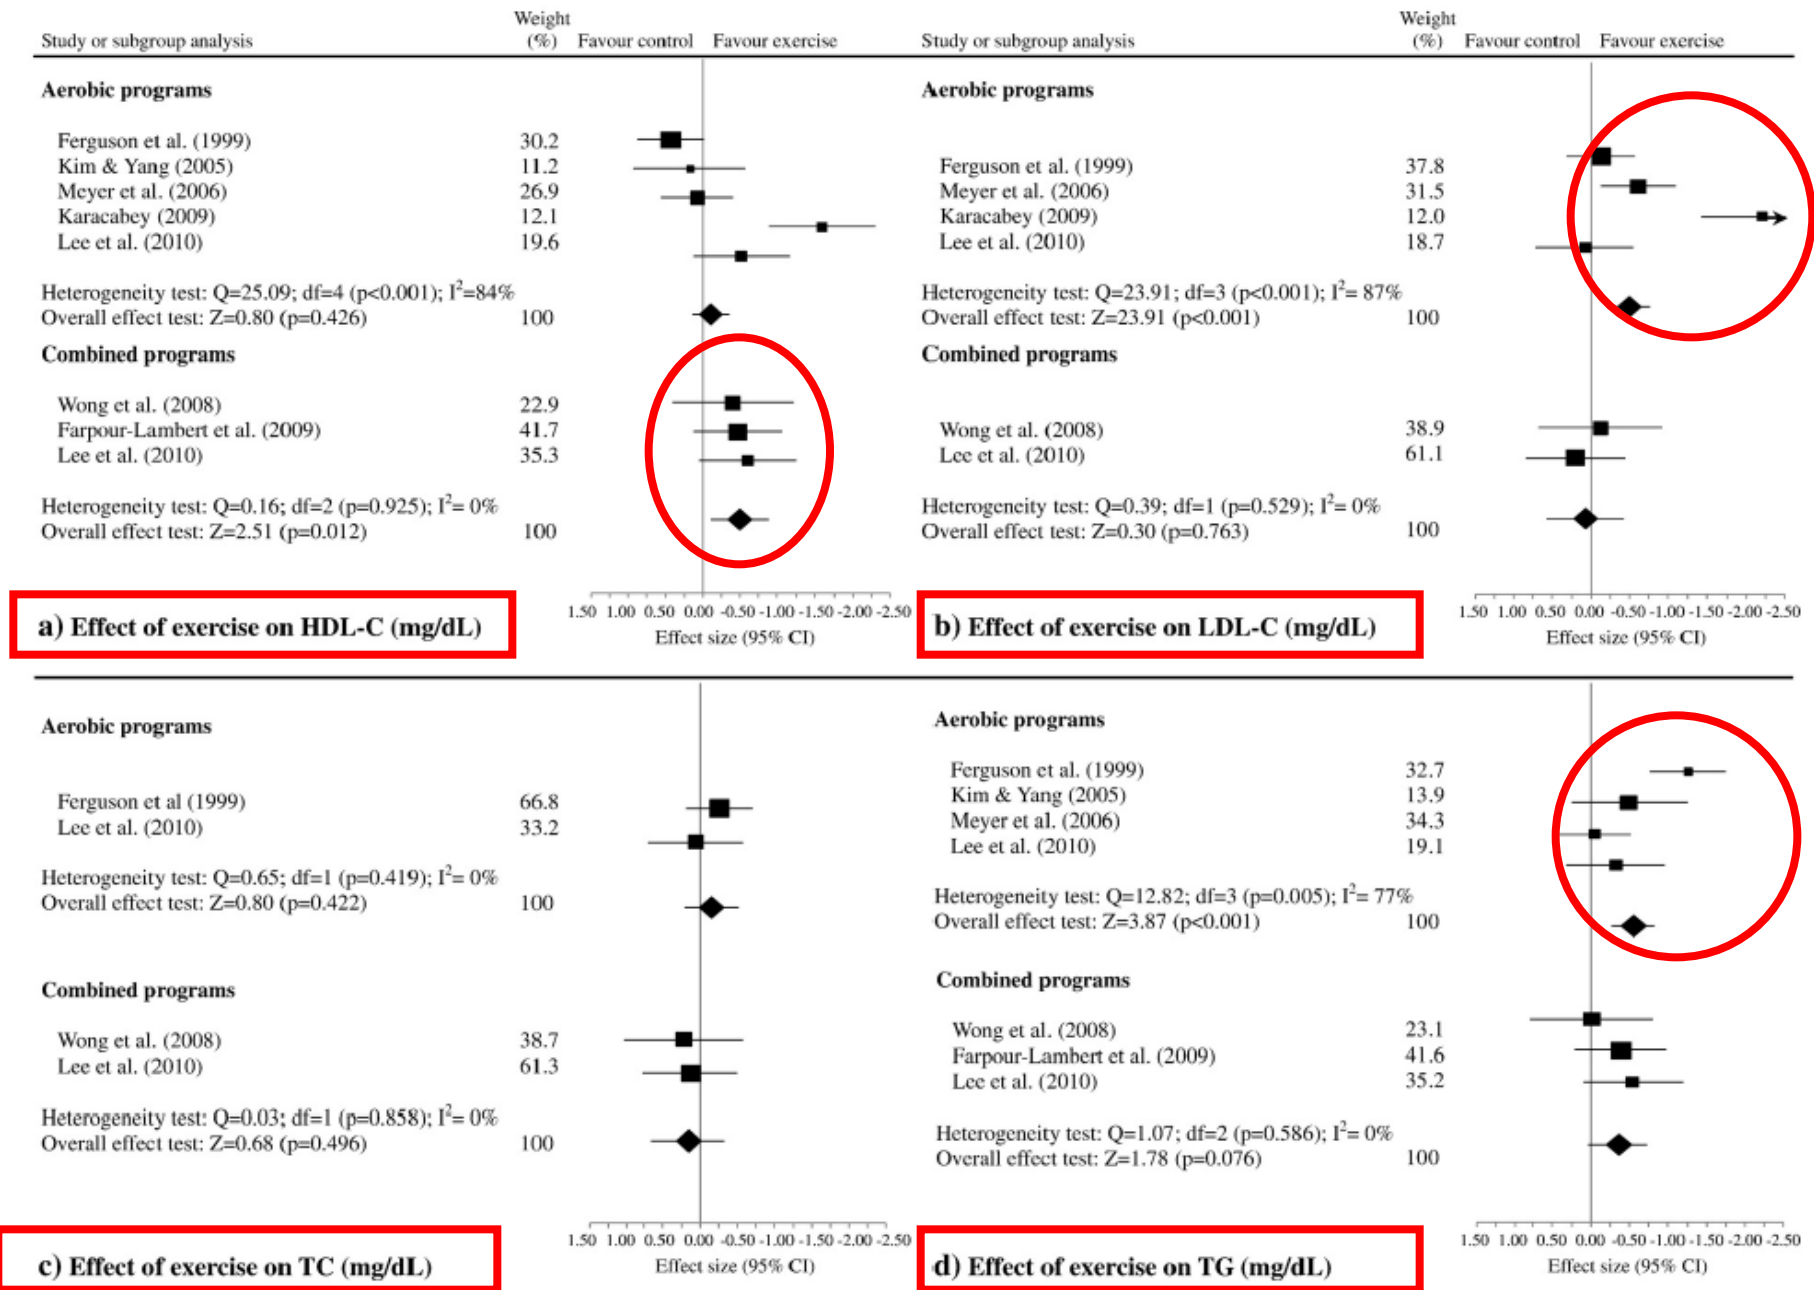 Weight
Study or subgroup analysis (%) Favour control Favour exercise
Aerobic programs
Ferguson et al. (1999) 30.2
Kim & Yang (2005) 11.2
Meyer et al. (2006) 26.9
Karacabey (2009) 12.1
Lee et al. (2010) 19.6
Heterogeneity test: Q=25.09; df=4 (p<0.001); I²=84%
Overall effect test: Z=0.80 (p=0.426) 100
Combined programs
Wong et al. (2008) 22.9
Farpour-Lambert et al. (2009) 41.7
Lee et al. (2010) 35.3
Heterogeneity test: Q=0.16; df=2 (p=0.925); I²= 0%
Overall effect test: Z=2.51 (p=0.012) 100
1.50 1.00 0.50 0.00 -0.50 -1.00 -1.50 -2.00 -2.50
a) Effect of exercise on HDL-C (mg/dL)
Effect size (95% CI)
Weight
Study or subgroup analysis (%) Favour control Favour exercise
Aerobic programs
Ferguson et al. (1999) 37.8
Meyer et al. (2006) 31.5
Karacabey (2009) 12.0
Lee et al. (2010) 18.7
Heterogeneity test: Q=23.91; df=3 (p<0.001); I²= 87%
Overall effect test: Z=23.91 (p<0.001) 100
Combined programs
Wong et al. (2008) 38.9
Lee et al. (2010) 61.1
Heterogeneity test: Q=0.39; df=1 (p=0.529); I²= 0%
Overall effect test: Z=0.30 (p=0.763) 100
1.50 1.00 0.50 0.00 -0.50 -1.00 -1.50 -2.00 -2.50
b) Effect of exercise on LDL-C (mg/dL)
Effect size (95% CI)
Aerobic programs
Ferguson et al (1999) 66.8
Lee et al. (2010) 33.2
Heterogeneity test: Q=0.65; df=1 (p=0.419); I²= 0%
Overall effect test: Z=0.80 (p=0.422) 100
Combined programs
Wong et al. (2008) 38.7
Lee et al. (2010) 61.3
Heterogeneity test: Q=0.03; df=1 (p=0.858); I²= 0%
Overall effect test: Z=0.68 (p=0.496) 100
1.50 1.00 0.50 0.00 -0.50 -1.00 -1.50 -2.00 -2.50
c) Effect of exercise on TC (mg/dL)
Effect size (95% CI)
Aerobic programs
Ferguson et al. (1999) 32.7
Kim & Yang (2005) 13.9
Meyer et al. (2006) 34.3
Lee et al. (2010) 19.1
Heterogeneity test: Q=12.82; df=3 (p=0.005); I²= 77%
Overall effect test: Z=3.87 (p<0.001) 100
Combined programs
Wong et al. (2008) 23.1
Farpour-Lambert et al. (2009) 41.6
Lee et al. (2010) 35.2
Heterogeneity test: Q=1.07; df=2 (p=0.586); I²= 0%
Overall effect test: Z=1.78 (p=0.076) 100
1.50 1.00 0.50 0.00 -0.50 -1.00 -1.50 -2.00 -2.50
d) Effect of exercise on TG (mg/dL)
Effect size (95% CI)